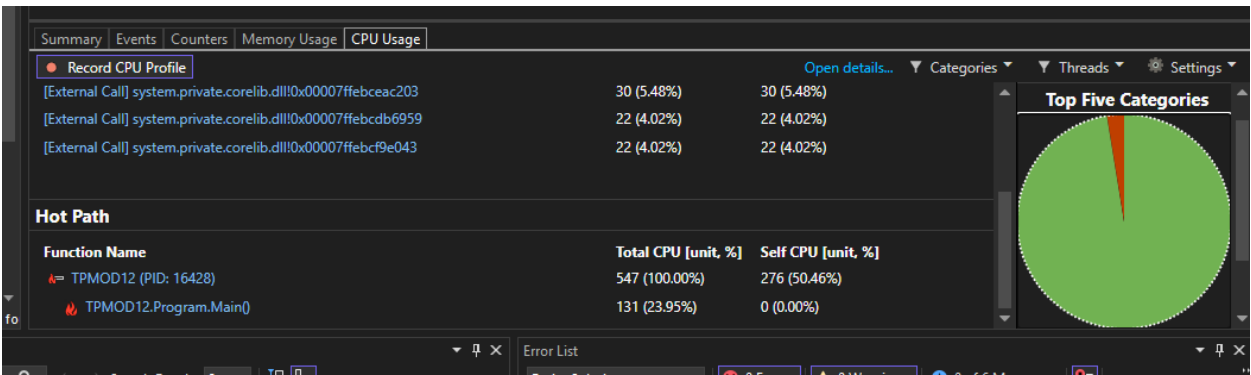 Summary Events Counters Memory Usage CPU Usage
Record CPU Profile Open details... Categories Threads Settings
[External Call] system.private.corelib.dll!0x00007ffebceac203 30 (5.48%) 30 (5.48%)
[External Call] system.private.corelib.dll!0x00007ffebcdb6959 22 (4.02%) 22 (4.02%)
[External Call] system.private.corelib.dll!0x00007ffebcf9e043 22 (4.02%) 22 (4.02%)
Top Five Categories
Hot Path
Function Name Total CPU [unit, %] Self CPU [unit, %]
TPMOD12 (PID: 16428) 547 (100.00%) 276 (50.46%)
TPMOD12.Program.Main() 131 (23.95%) 0 (0.00%)
fo
Error List